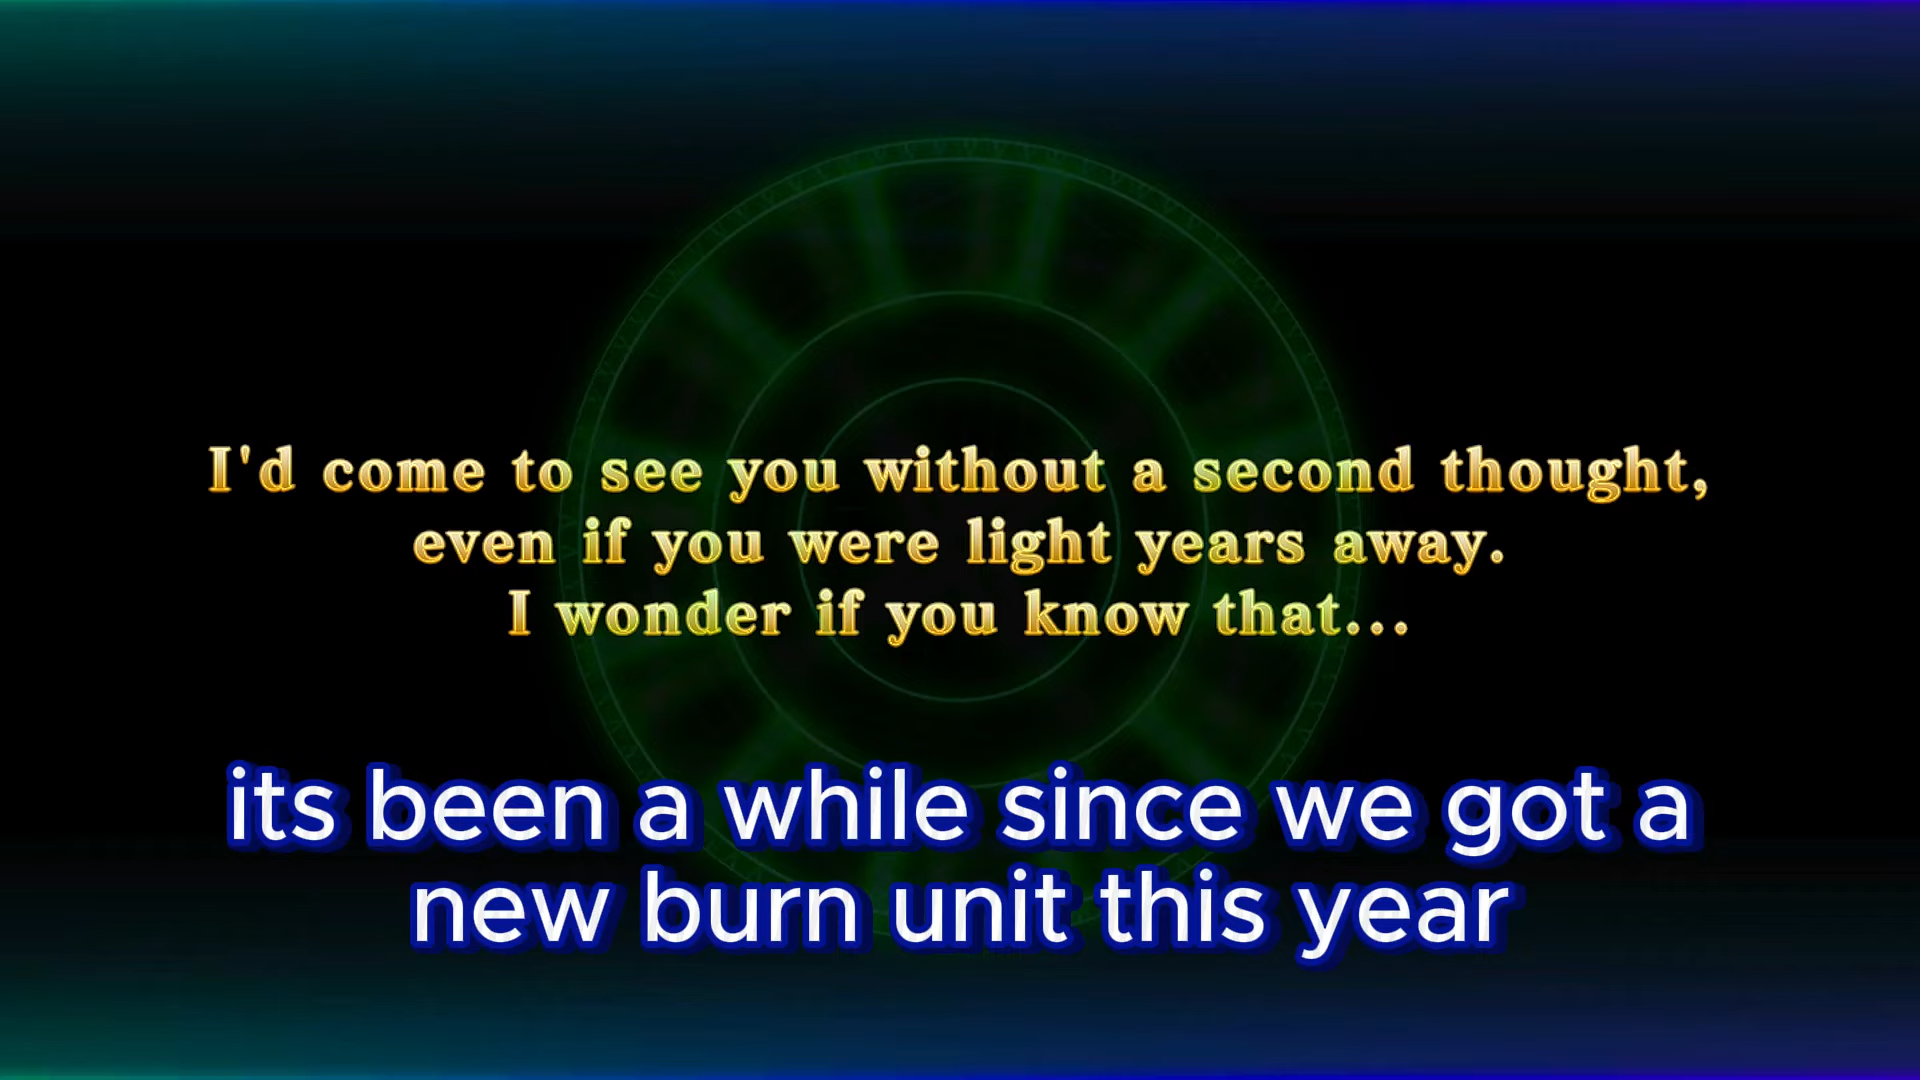 I'd come to see you without a second thought,
even if you were light years away.
I wonder if you know that...
its been a while since we got a
new burn unit this year